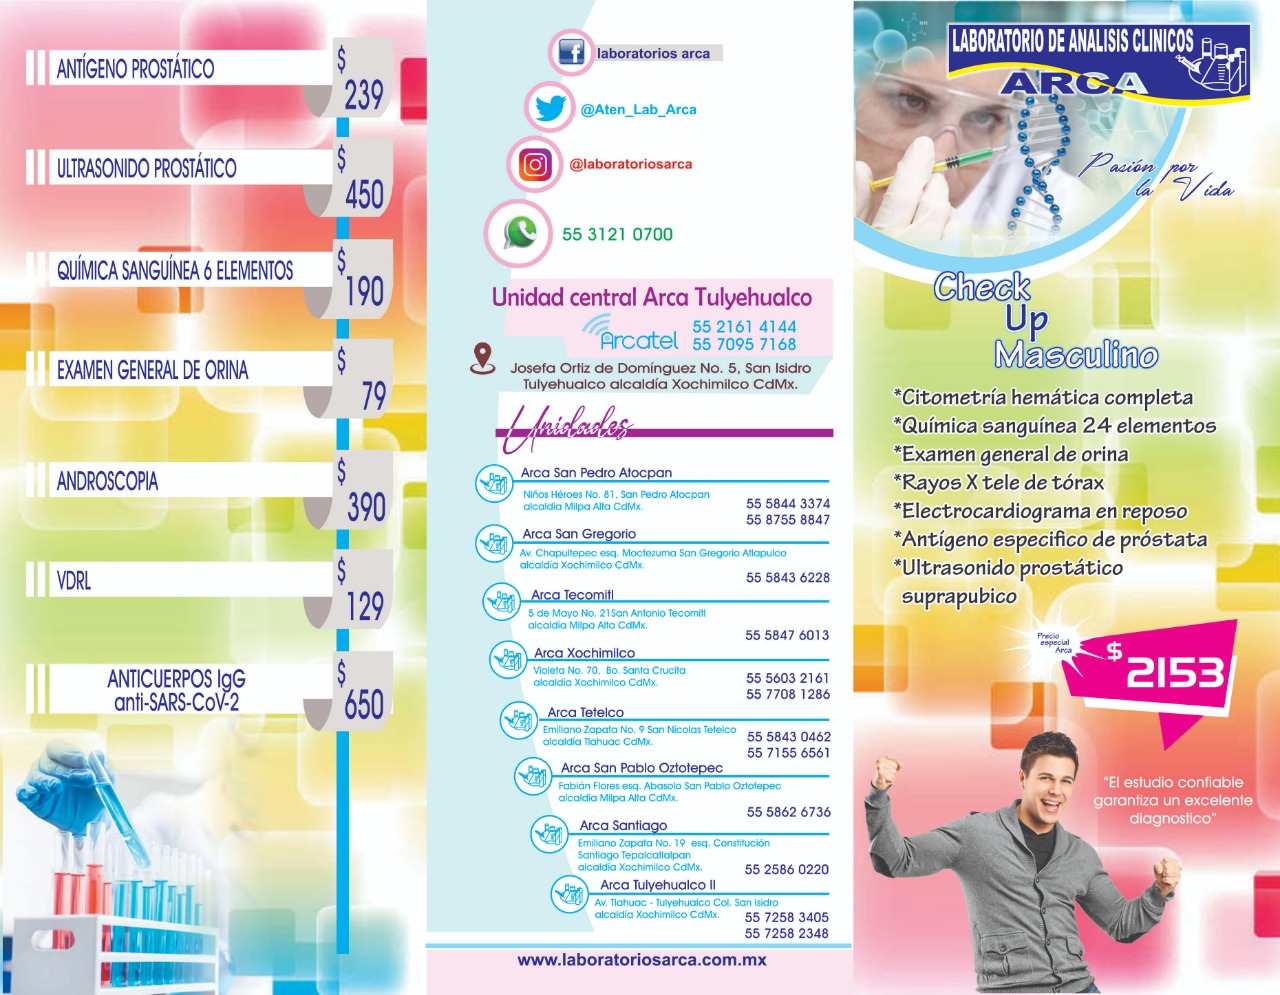 ANTÍGENO PROSTÁTICO
$
239
ULTRASONIDO PROSTÁTICO
$
450
QUÍMICA SANGUÍNEA 6 ELEMENTOS
$
190
EXAMEN GENERAL DE ORINA
$
79
ANDROSCOPIA
$
390
VDRL
$
129
ANTICUERPOS IgG
anti-SARS-CoV-2
$
650
laboratorios arca
@Aten_Lab_Arca
@laboratoriosarca
55 3121 0700
Unidad central Arca Tulyehualco
Arcatel
55 2161 4144
55 7095 7168
Josefa Ortiz de Domínguez No. 5, San Isidro
Tulyehualco alcaldía Xochimilco CdMx.
Unidades
Arca San Pedro Atocpan
Niños Héroes No. 81, San Pedro Atocpan
alcaldía Milpa Alta CdMx.
55 5844 3374
55 8755 8847
Arca San Gregorio
Av. Chapultepec esq. Moctezuma San Gregorio Atlapulco
alcaldía Xochimilco CdMx.
55 5843 6228
Arca Tecomitl
5 de Mayo No. 21San Antonio Tecomitl
alcaldía Milpa Alta CdMx.
55 5847 6013
Arca Xochimilco
Violeta No. 70, Bo. Santa Crucita
alcaldía Xochimilco CdMx.
55 5603 2161
55 7708 1286
Arca Tetelco
Emiliano Zapata No. 9 San Nicolas Tetelco
alcaldía Tlahuac CdMx.
55 5843 0462
55 7155 6561
Arca San Pablo Oztotepec
Fabián Flores esq. Abasolo San Pablo Oztotepec
alcaldía Milpa Alta CdMx.
55 5862 6736
Arca Santiago
Emiliano Zapata No. 19 esq. Constitución
Santiago Tepalcatlalpan
alcaldía Xochimilco CdMx.
55 2586 0220
Arca Tulyehualco II
Av. Tlahuac - Tulyehualco Col. San Isidro
alcaldía Xochimilco CdMx.
55 7258 3405
55 7258 2348
www.laboratoriosarca.com.mx
LABORATORIO DE ANALISIS CLINICOS
ARCA
Pasión por
la Vida
Check
Up
Masculino
*Citometría hemática completa
*Química sanguínea 24 elementos
*Examen general de orina
*Rayos X tele de tórax
*Electrocardiograma en reposo
*Antígeno especifico de próstata
*Ultrasonido prostático
suprapubico
Precio
especial
Arca
$ 2153
"El estudio confiable
garantiza un excelente
diagnostico"